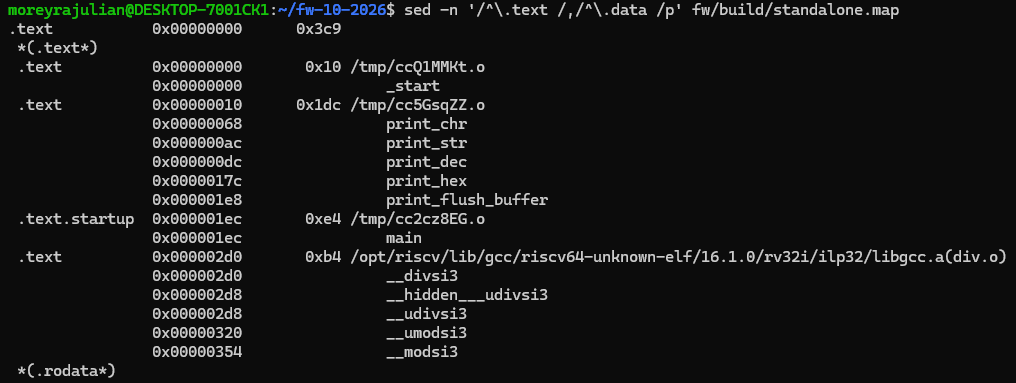 moreyrajulian@DESKTOP-7001CK1:~/fw-10-2026$ sed -n '/^\.text /,/^\.data /p' fw/build/standalone.map
.text           0x00000000      0x3c9
 *(.text*)
 .text          0x00000000       0x10 /tmp/ccQ1MMKt.o
                0x00000000                _start
 .text          0x00000010      0x1dc /tmp/cc5GsqZZ.o
                0x00000068                print_chr
                0x000000ac                print_str
                0x000000dc                print_dec
                0x0000017c                print_hex
                0x000001e8                print_flush_buffer
 .text.startup  0x000001ec       0xe4 /tmp/cc2cz8EG.o
                0x000001ec                main
 .text          0x000002d0       0xb4 /opt/riscv/lib/gcc/riscv64-unknown-elf/16.1.0/rv32i/ilp32/libgcc.a(div.o)
                0x000002d0                __divsi3
                0x000002d8                __hidden___udivsi3
                0x000002d8                __udivsi3
                0x00000320                __umodsi3
                0x00000354                __modsi3
 *(.rodata*)